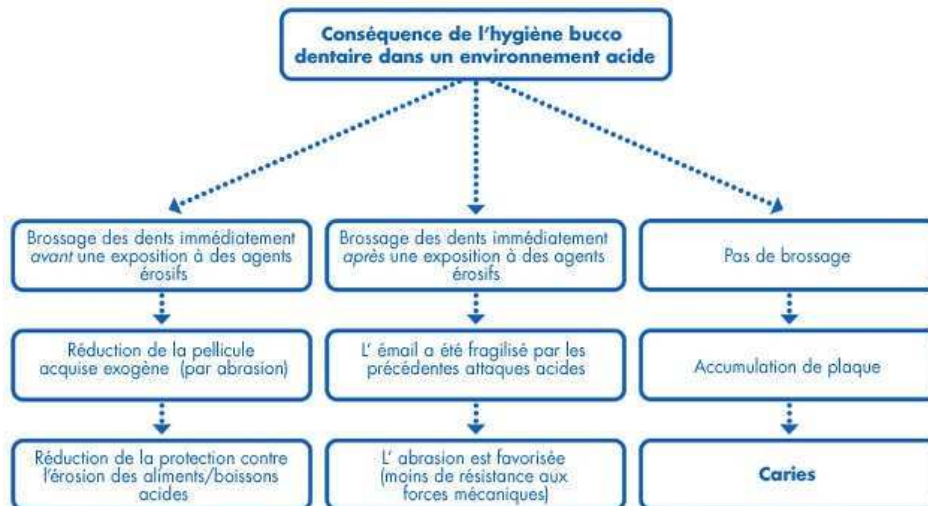 Conséquence de l'hygiène bucco
dentaire dans un environnement acide
Brossage des dents immédiatement
avant une exposition à des agents
érosifs
Brossage des dents immédiatement
après une exposition à des agents
érosifs
Pas de brossage
Réduction de la pellicule
acquise exogène (par abrasion)
L' émail a été fragilisé par les
précédentes attaques acides
Accumulation de plaque
Réduction de la protection contre
l'érosion des aliments/boissons
acides
L' abrasion est favorisée
(moins de résistance aux
forces mécaniques)
Caries